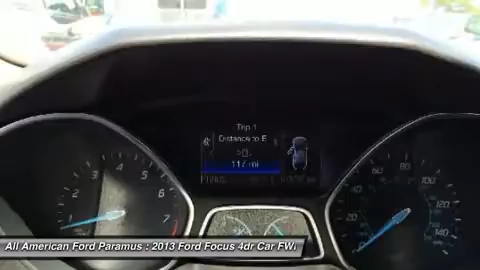 Trip 1
Distance to E
117 mi
1 2 3 4 5 6 7
20 40 60 80 100 120 140
All American Ford Paramus : 2013 Ford Focus 4dr Car FW